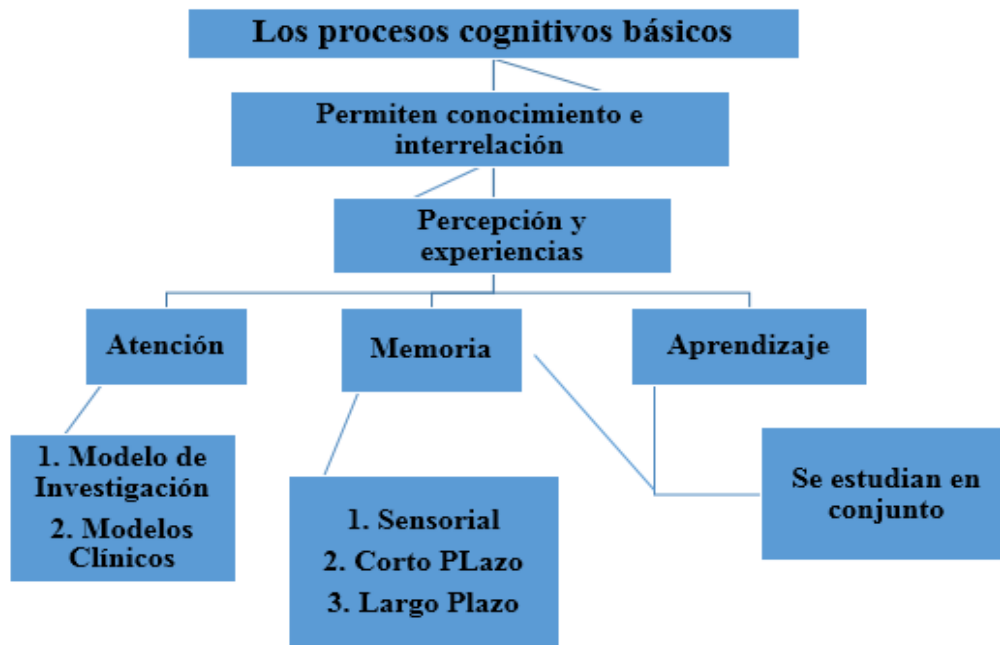 Los procesos cognitivos básicos
Permiten conocimiento e
interrelación
Percepción y
experiencias
Atención
Memoria
Aprendizaje
1. Modelo de
Investigación
2. Modelos
Clínicos
1. Sensorial
2. Corto PLazo
3. Largo Plazo
Se estudian en
conjunto